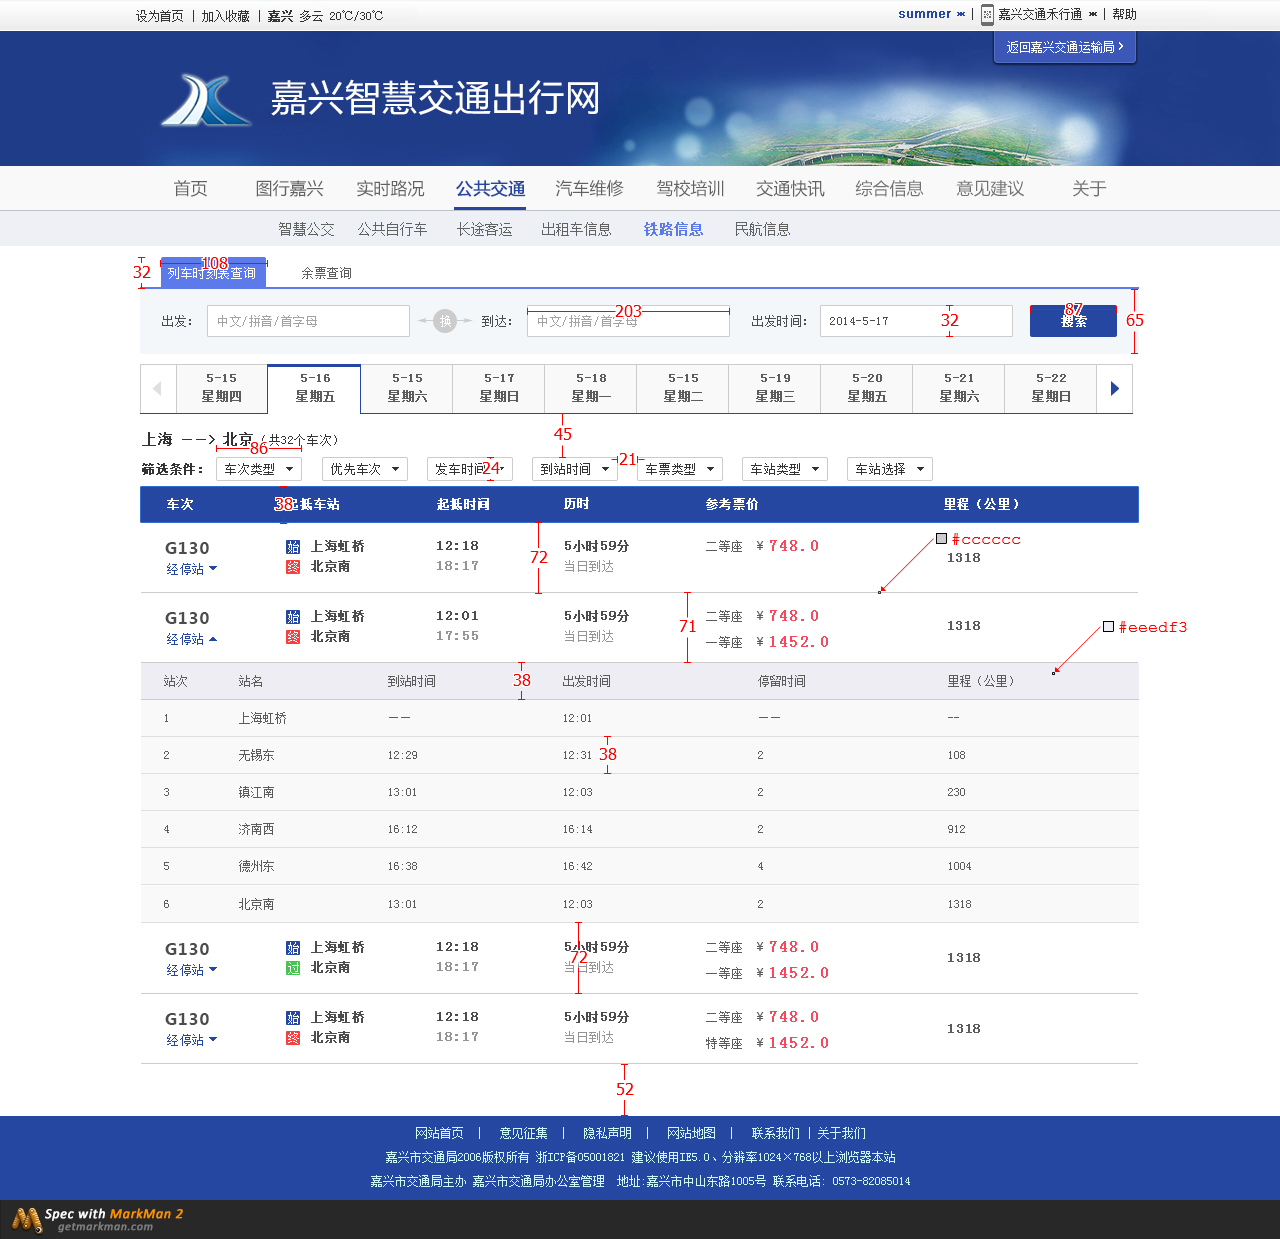 设为首页 | 加入收藏 | 嘉兴 多云 20℃/30℃
summer | 嘉兴交通禾行通 | 帮助
返回嘉兴交通运输局
嘉兴智慧交通出行网
首页 图行嘉兴 实时路况 公共交通 汽车维修 驾校培训 交通快讯 综合信息 意见建议 关于
智慧公交 公共自行车 长途客运 出租车信息 铁路信息 民航信息
32 列车时刻表查询 108 余票查询
出发: 中文/拼音/首字母 换 到达: 中文/拼音/首字母 203 出发时间: 2014-5-17 32 搜索 87 65
5-15 5-16 5-15 5-17 5-18 5-15 5-19 5-20 5-21 5-22
星期四 星期五 星期六 星期日 星期一 星期二 星期三 星期五 星期六 星期日
45
上海 ——> 北京 (共32个车次)
86
筛选条件: 车次类型 优先车次 发车时间 24 到站时间 21 车票类型 车站类型 车站选择
车次 38 起抵车站 起抵时间 历时 参考票价 里程（公里）
G130 始 上海虹桥 12:18 72 5小时59分 二等座 ¥ 748.0 1318 #cccccc
经停站 终 北京南 18:17 当日到达
G130 始 上海虹桥 12:01 5小时59分 71 二等座 ¥ 748.0 1318 #eeedf3
经停站 终 北京南 17:55 当日到达 一等座 ¥ 1452.0
站次 站名 到站时间 38 出发时间 停留时间 里程（公里）
1 上海虹桥 —— 12:01 —— --
2 无锡东 12:29 12:31 38 2 108
3 镇江南 13:01 12:03 2 230
4 济南西 16:12 16:14 2 912
5 德州东 16:38 16:42 4 1004
6 北京南 13:01 12:03 2 1318
G130 始 上海虹桥 12:18 5小时59分 72 二等座 ¥ 748.0 1318
经停站 过 北京南 18:17 当日到达 一等座 ¥ 1452.0
G130 始 上海虹桥 12:18 5小时59分 二等座 ¥ 748.0 1318
经停站 终 北京南 18:17 当日到达 特等座 ¥ 1452.0
52
网站首页 | 意见征集 | 隐私声明 | 网站地图 | 联系我们 | 关于我们
嘉兴市交通局2006版权所有 浙ICP备05001821 建议使用IE5.0、分辨率1024×768以上浏览器本站
嘉兴市交通局主办 嘉兴市交通局办公室管理 地址:嘉兴市中山东路1005号 联系电话: 0573-82085014
Spec with MarkMan 2
getmarkman.com